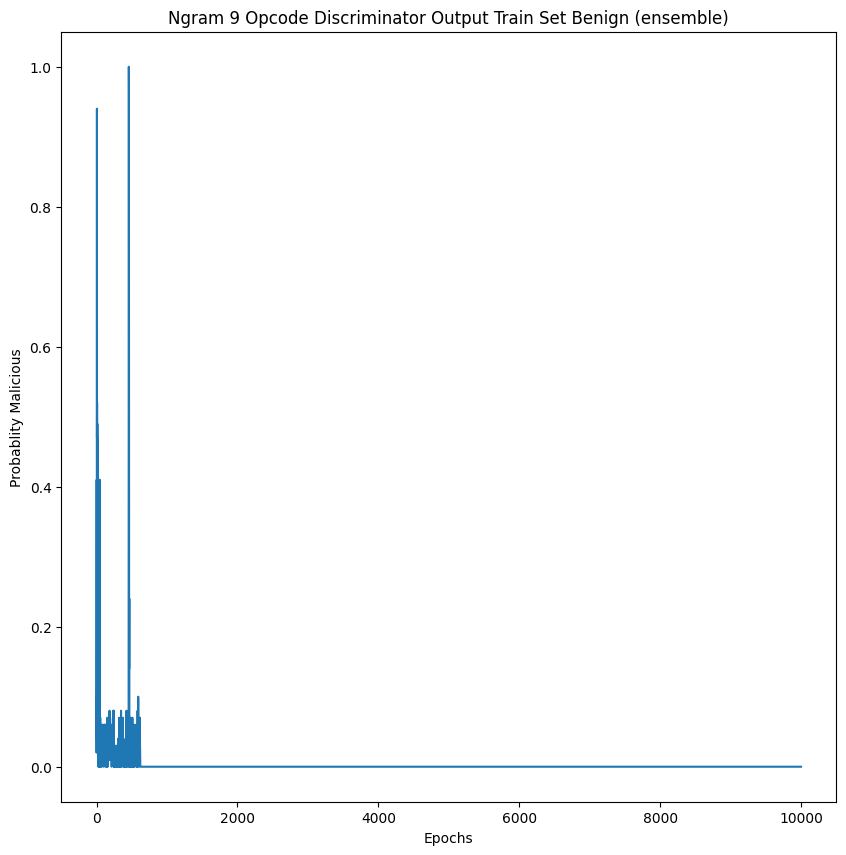 Ngram 9 Opcode Discriminator Output Train Set Benign (ensemble)
1.0
0.8
0.6
0.4
0.2
0.0
Probablity Malicious
0 2000 4000 6000 8000 10000
Epochs